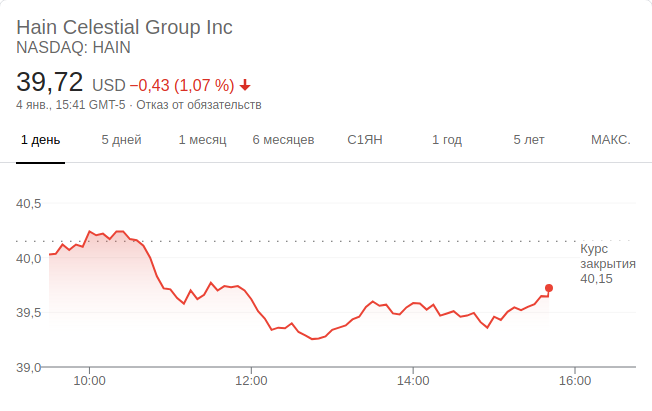 Hain Celestial Group Inc
NASDAQ: HAIN
39,72 USD −0,43 (1,07 %)
4 янв., 15:41 GMT-5 · Отказ от обязательств
1 день 5 дней 1 месяц 6 месяцев С1ЯН 1 год 5 лет МАКС.
40,5
40,0
39,5
39,0
Курс
закрытия
40,15
10:00 12:00 14:00 16:00